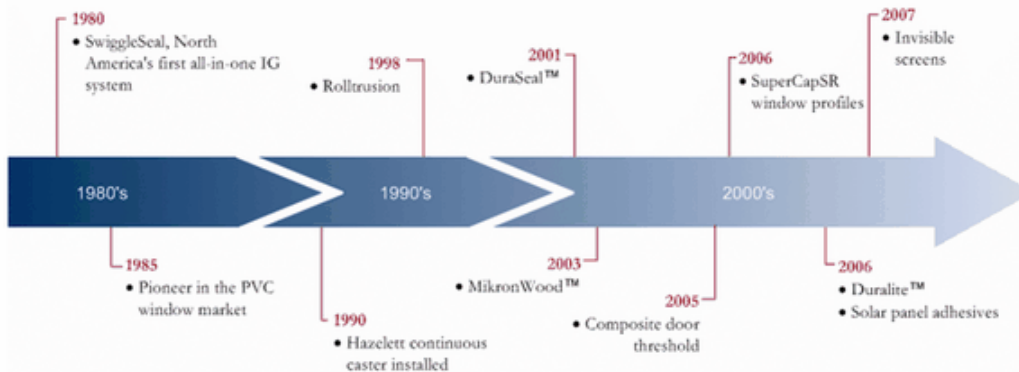 1980
• SwiggleSeal, North
America's first all-in-one IG
system
1998
• Rolltrusion
2001
• DuraSeal™
2006
• SuperCapSR
window profiles
2007
• Invisible
screens
1980's
1990's
2000's
1985
• Pioneer in the PVC
window market
1990
• Hazelett continuous
caster installed
2003
• MikronWood™
2005
• Composite door
threshold
2006
• Duralite™
• Solar panel adhesives